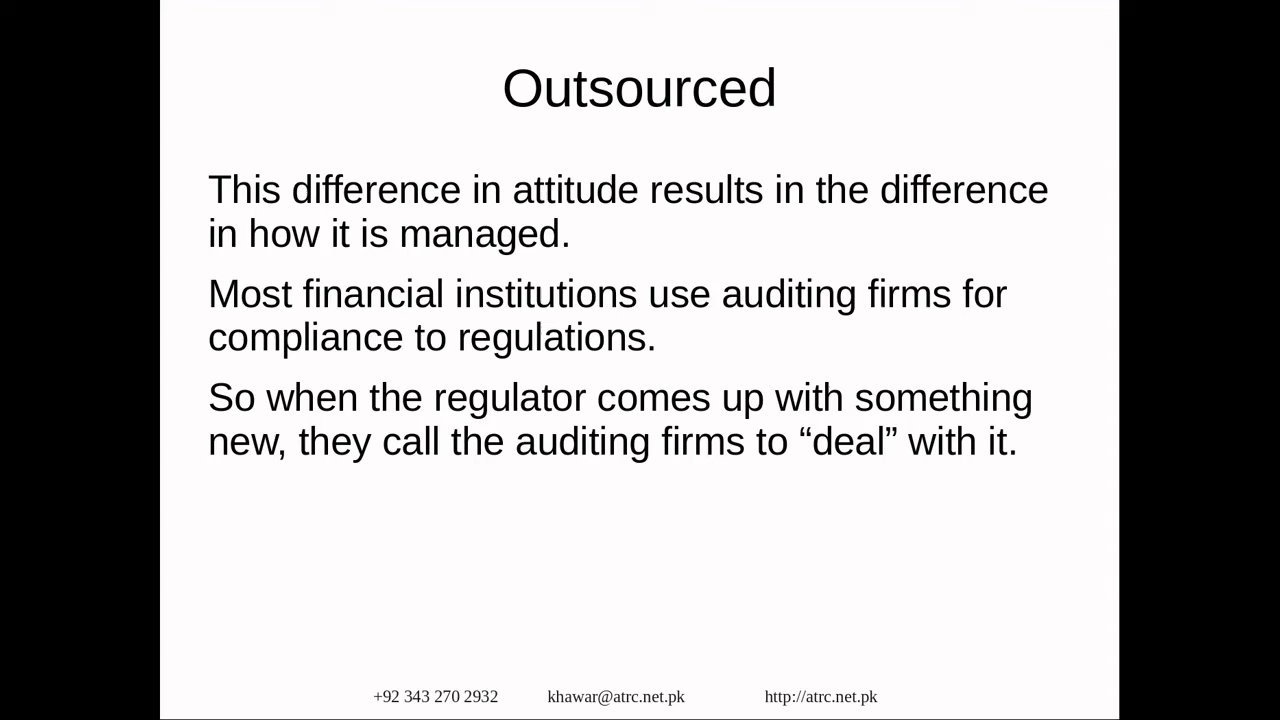 Outsourced
This difference in attitude results in the difference
in how it is managed.
Most financial institutions use auditing firms for
compliance to regulations.
So when the regulator comes up with something
new, they call the auditing firms to “deal” with it.
+92 343 270 2932 khawar@atrc.net.pk http://atrc.net.pk